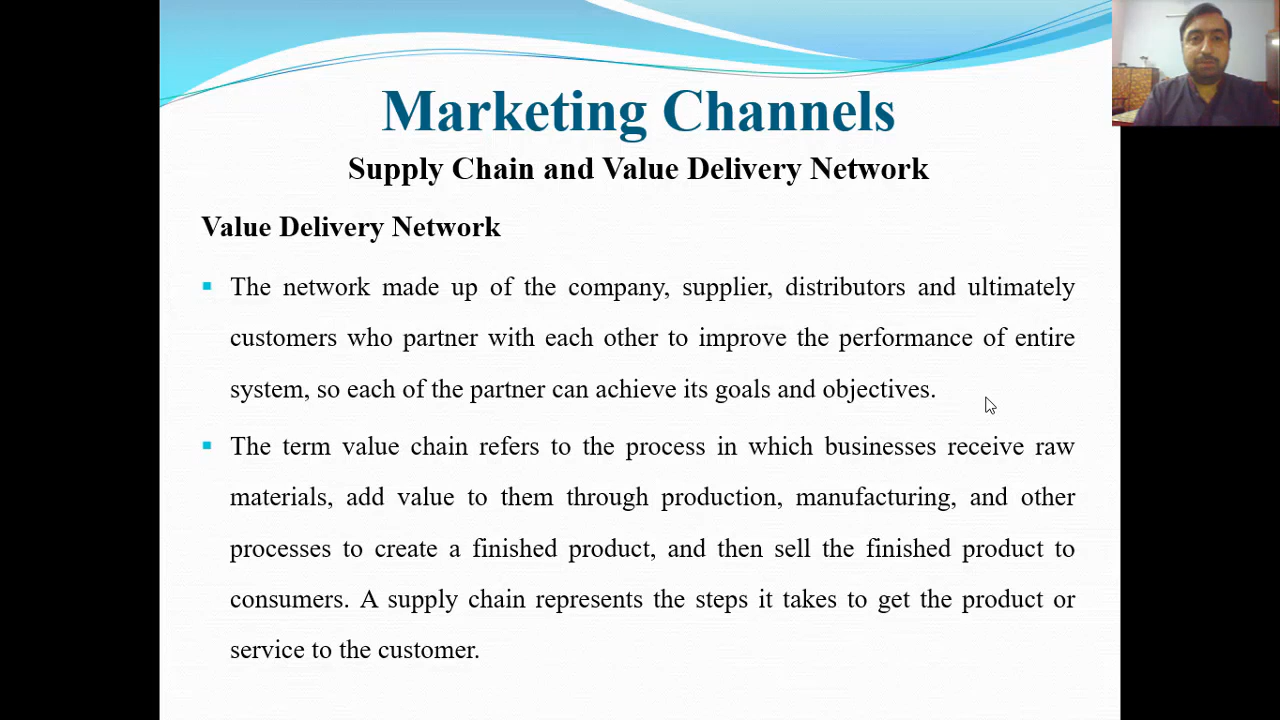 Marketing Channels
Supply Chain and Value Delivery Network
Value Delivery Network
The network made up of the company, supplier, distributors and ultimately
customers who partner with each other to improve the performance of entire
system, so each of the partner can achieve its goals and objectives.
The term value chain refers to the process in which businesses receive raw
materials, add value to them through production, manufacturing, and other
processes to create a finished product, and then sell the finished product to
consumers. A supply chain represents the steps it takes to get the product or
service to the customer.